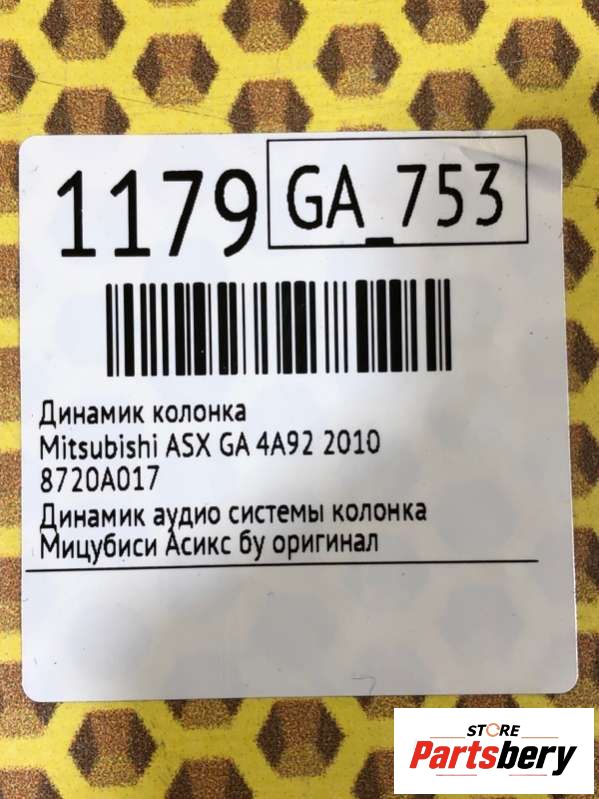 1179 GA_753
Динамик колонка
Mitsubishi ASX GA 4A92 2010
8720A017
Динамик аудио системы колонка
Мицубиси Асикс бу оригинал
STORE
Partsbery